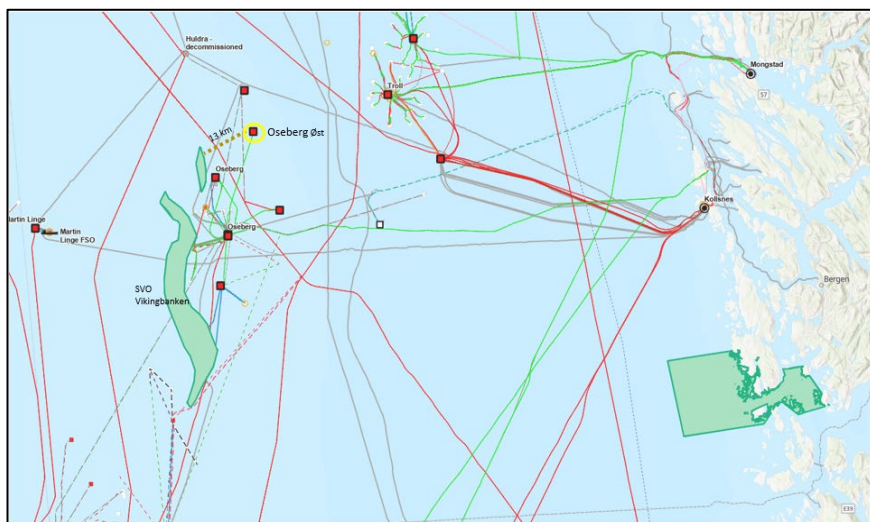 Huldra -
decommissioned
Mongstad
57
Troll
13 km
Oseberg Øst
Oseberg
Kollsnes
Martin Linge
Martin
Linge FSO
Oseberg
Bergen
SVO
Vikingbanken
E39